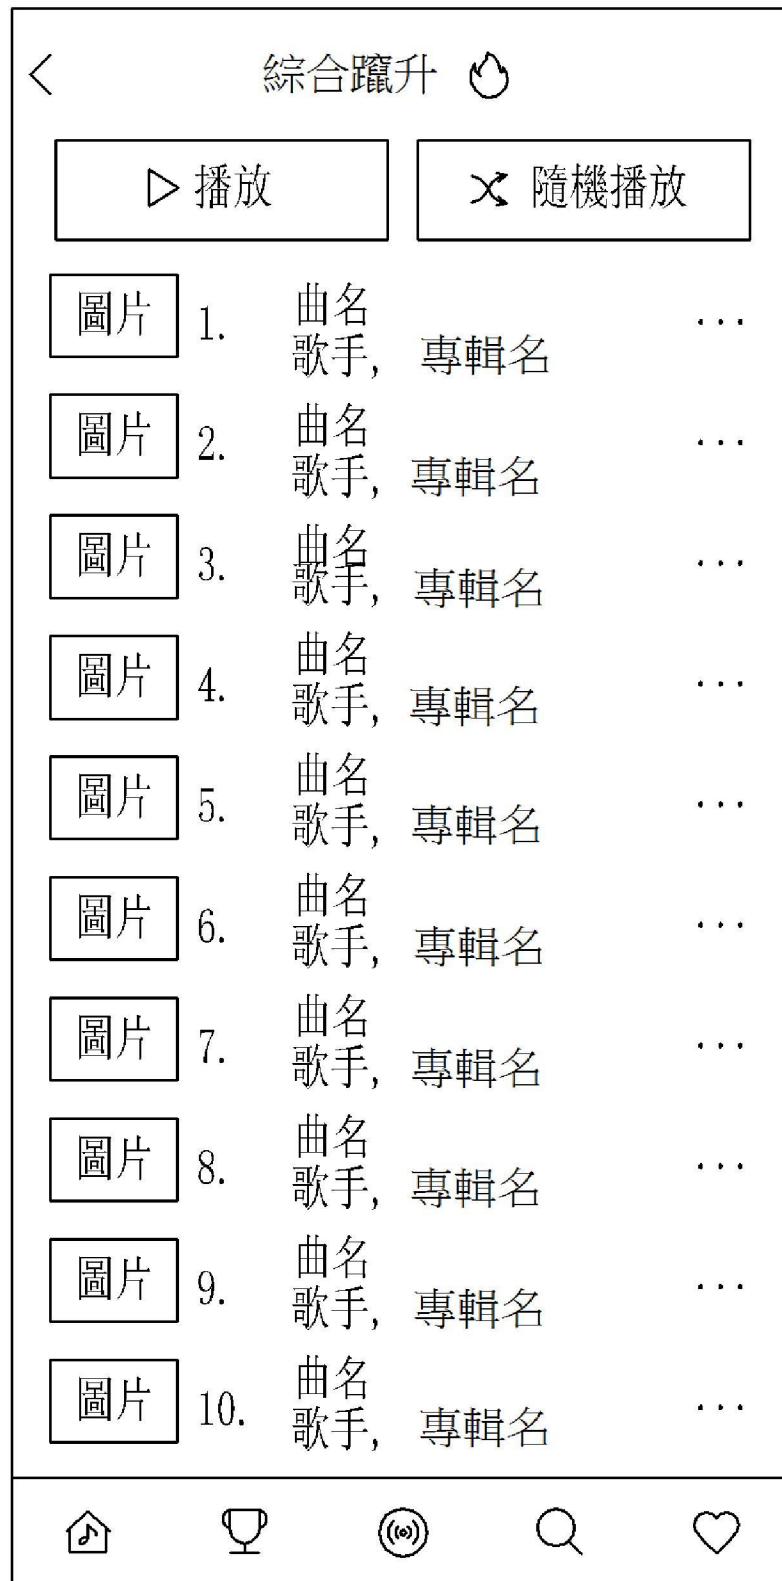 綜合躥升
播放
隨機播放
圖片 1. 曲名
歌手, 專輯名
...
圖片 2. 曲名
歌手, 專輯名
...
圖片 3. 曲名
歌手, 專輯名
...
圖片 4. 曲名
歌手, 專輯名
...
圖片 5. 曲名
歌手, 專輯名
...
圖片 6. 曲名
歌手, 專輯名
...
圖片 7. 曲名
歌手, 專輯名
...
圖片 8. 曲名
歌手, 專輯名
...
圖片 9. 曲名
歌手, 專輯名
...
圖片 10. 曲名
歌手, 專輯名
...